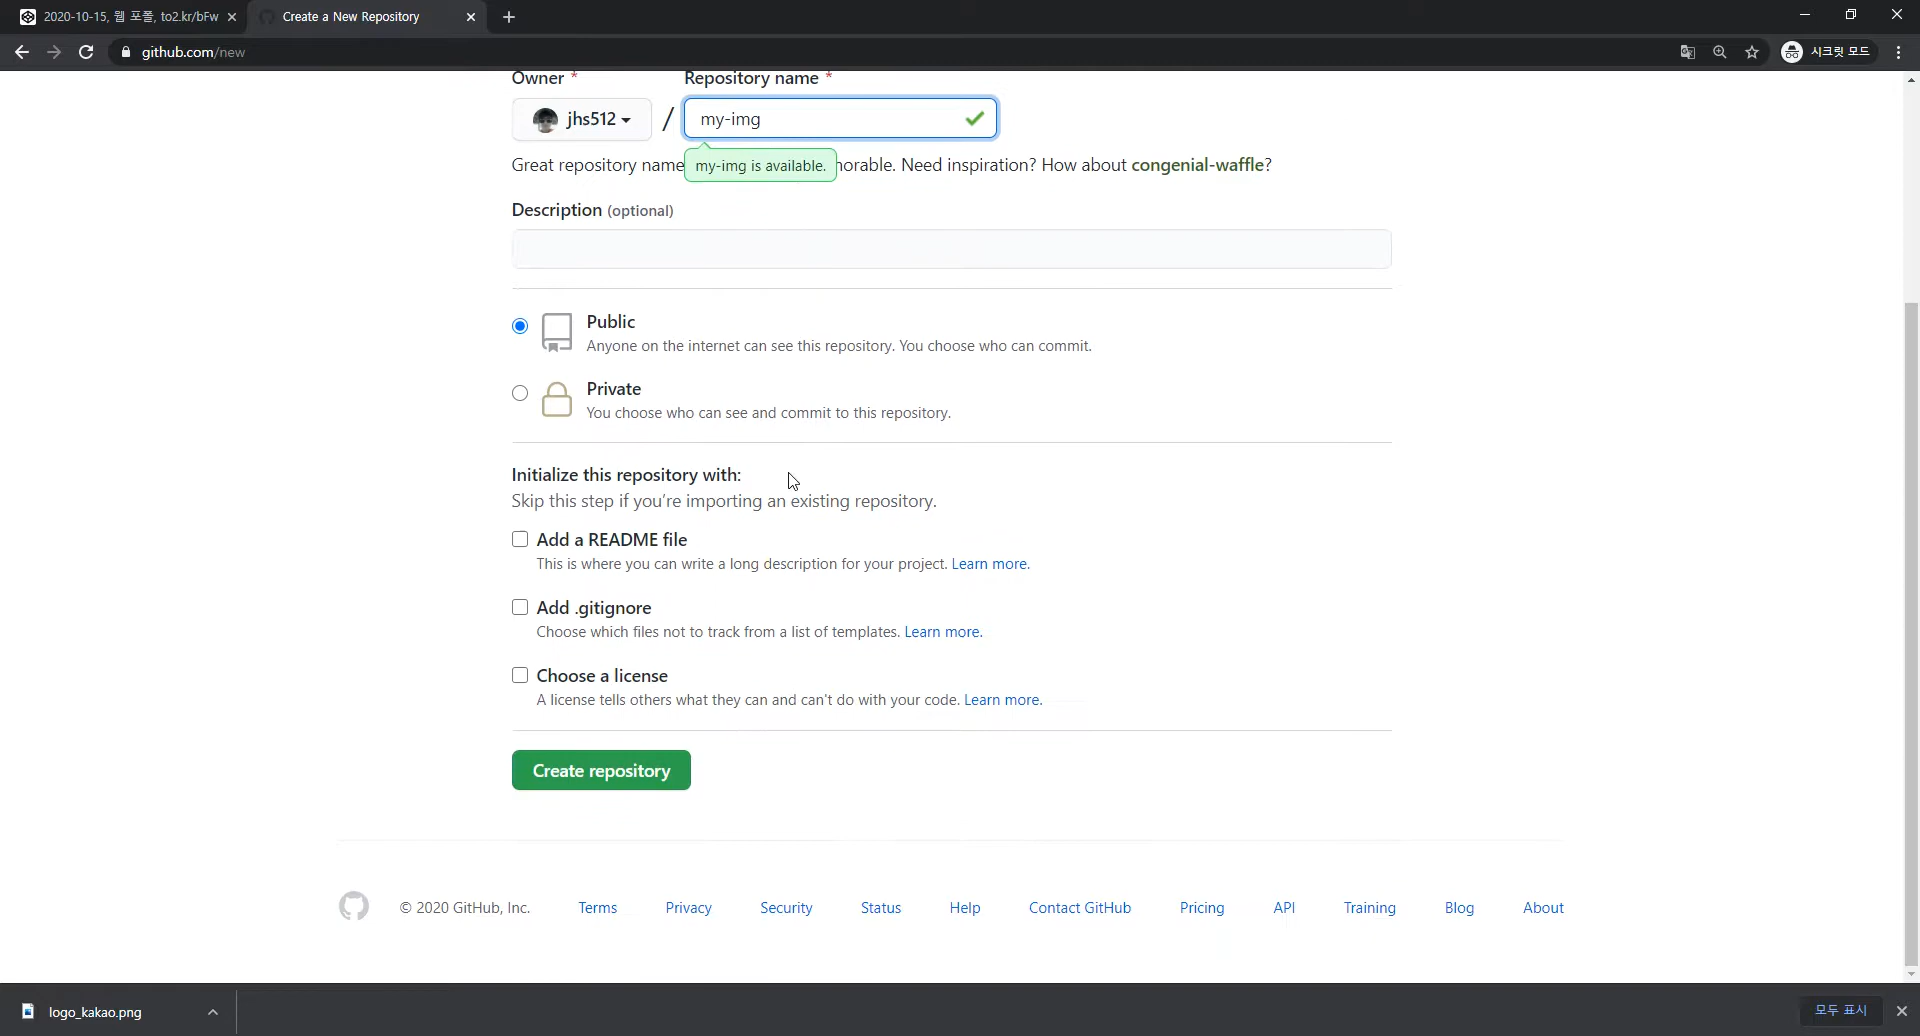 2020-10-15, 웹 포폴, to2.kr/bFw
Create a New Repository
github.com/new
시크릿 모드
Owner * Repository name *
jhs512 / my-img
my-img is available.
Great repository name horable. Need inspiration? How about congenial-waffle?
Description (optional)
Public
Anyone on the internet can see this repository. You choose who can commit.
Private
You choose who can see and commit to this repository.
Initialize this repository with:
Skip this step if you’re importing an existing repository.
Add a README file
This is where you can write a long description for your project. Learn more.
Add .gitignore
Choose which files not to track from a list of templates. Learn more.
Choose a license
A license tells others what they can and can't do with your code. Learn more.
Create repository
© 2020 GitHub, Inc. Terms Privacy Security Status Help Contact GitHub Pricing API Training Blog About
logo_kakao.png
모두 표시